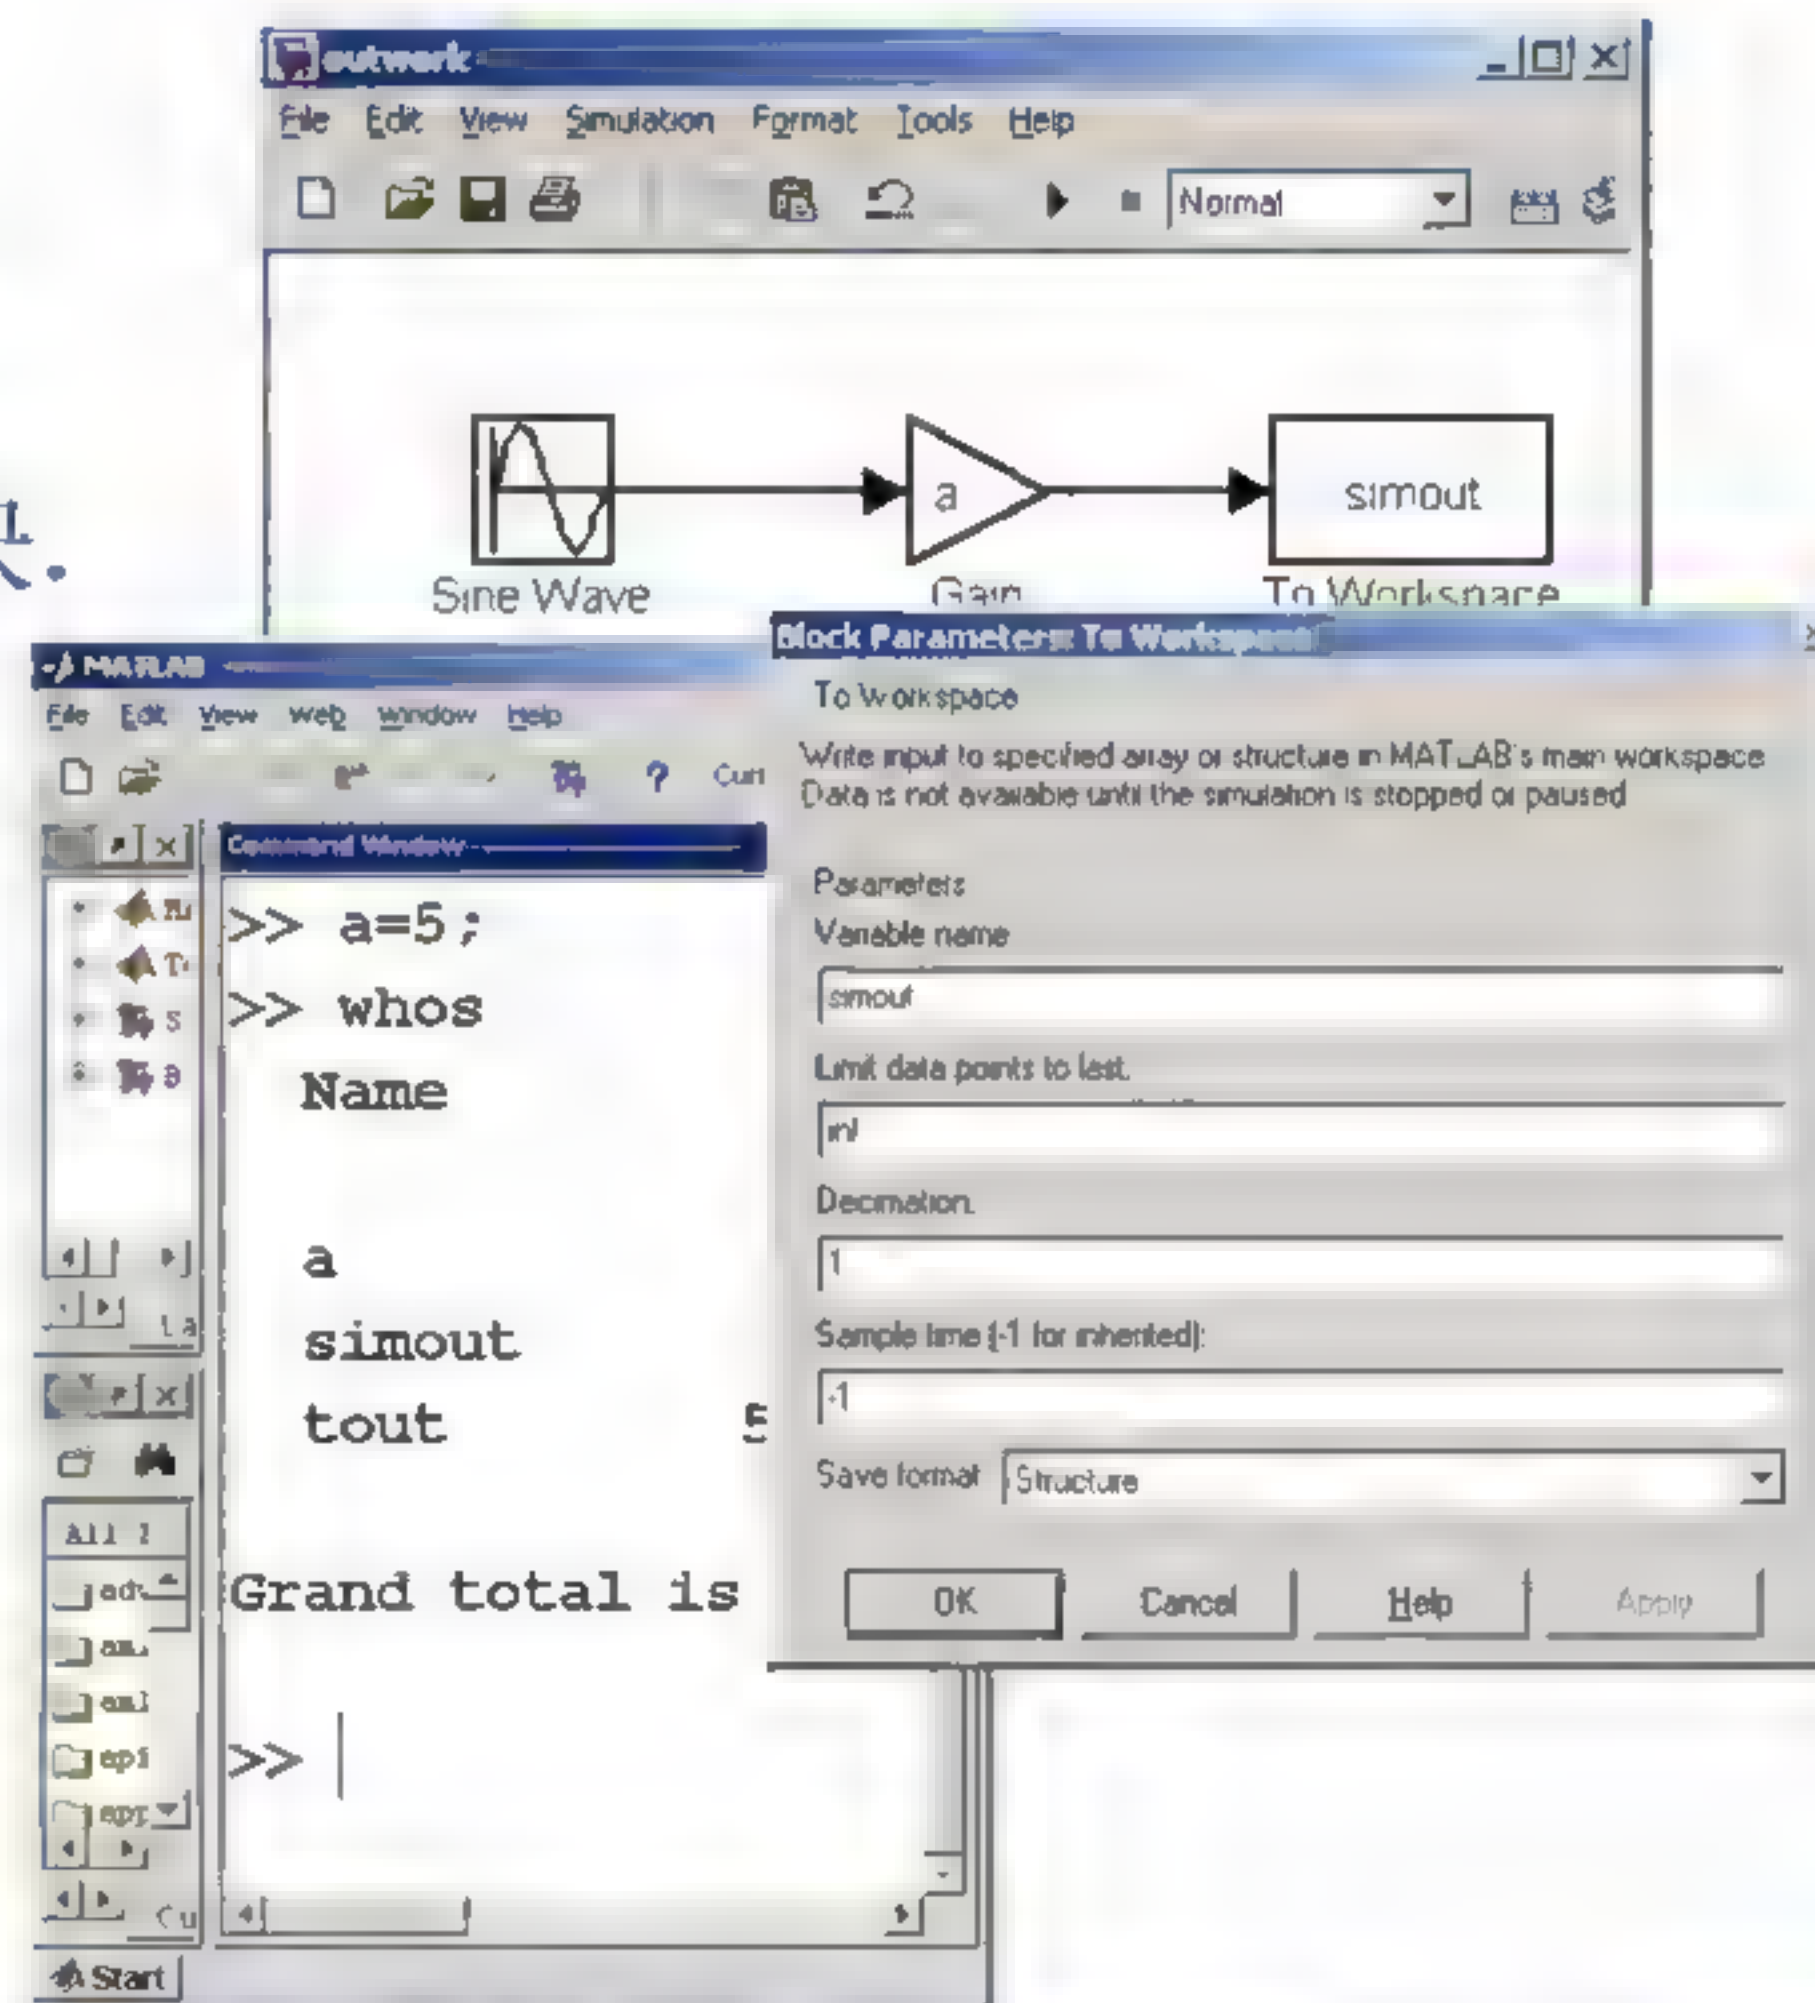 outwork
File Edit View Simulation Format Tools Help
Normal
a
simout
Sine Wave
Gain
To Workspace
MATLAB
File Edit View Web Window Help
? Curr
Command Window
>> a=5;
>> whos
Name
a
simout
tout
Grand total is
>>
All
Start
Block Parameters: To Workspace
To Workspace
Write input to specified array or structure in MATLAB's main workspace
Data is not available until the simulation is stopped or paused
Parameters
Variable name
simout
Limit data points to last.
inf
Decimation.
1
Sample time (-1 for inherited):
-1
Save format Structure
OK Cancel Help Apply